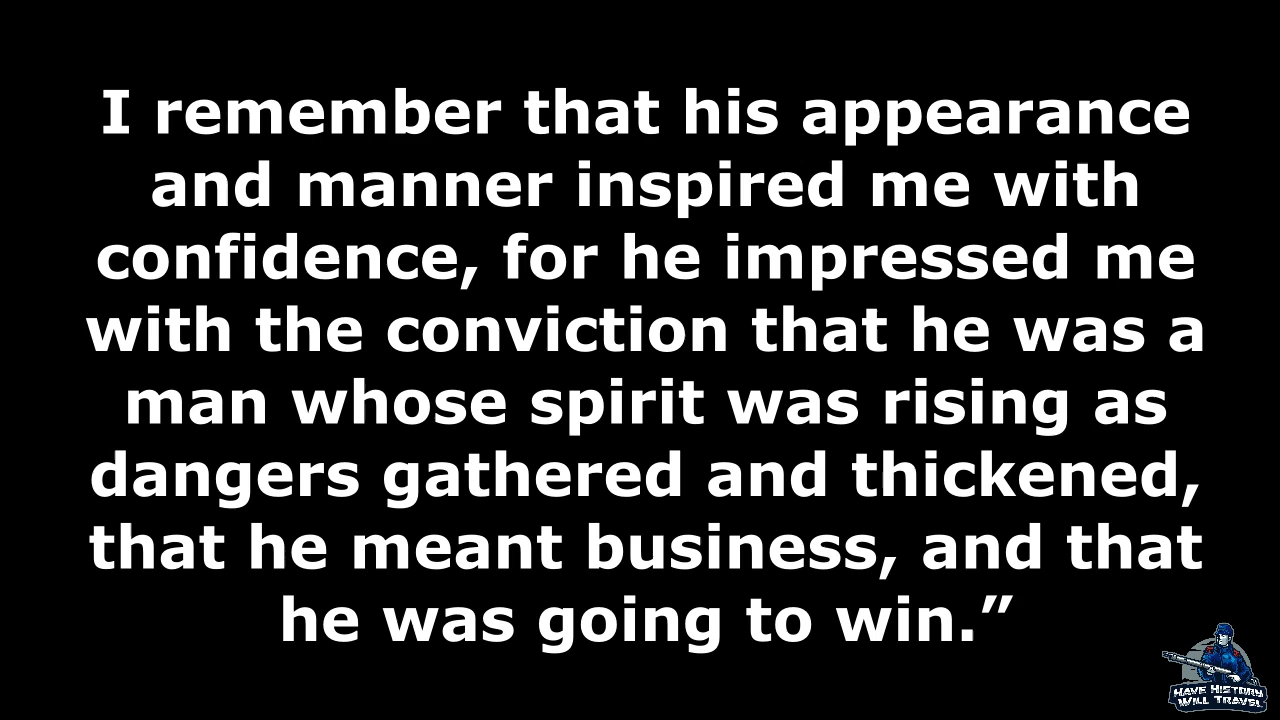 I remember that his appearance
and manner inspired me with
confidence, for he impressed me
with the conviction that he was a
man whose spirit was rising as
dangers gathered and thickened,
that he meant business, and that
he was going to win.”
HAVE HISTORY
WILL TRAVEL